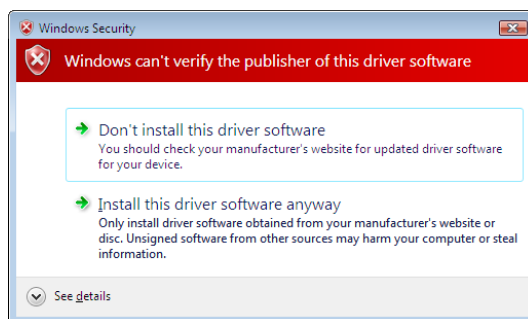 Windows Security
Windows can't verify the publisher of this driver software
Don't install this driver software
You should check your manufacturer's website for updated driver software
for your device.
Install this driver software anyway
Only install driver software obtained from your manufacturer's website or
disc. Unsigned software from other sources may harm your computer or steal
information.
See details